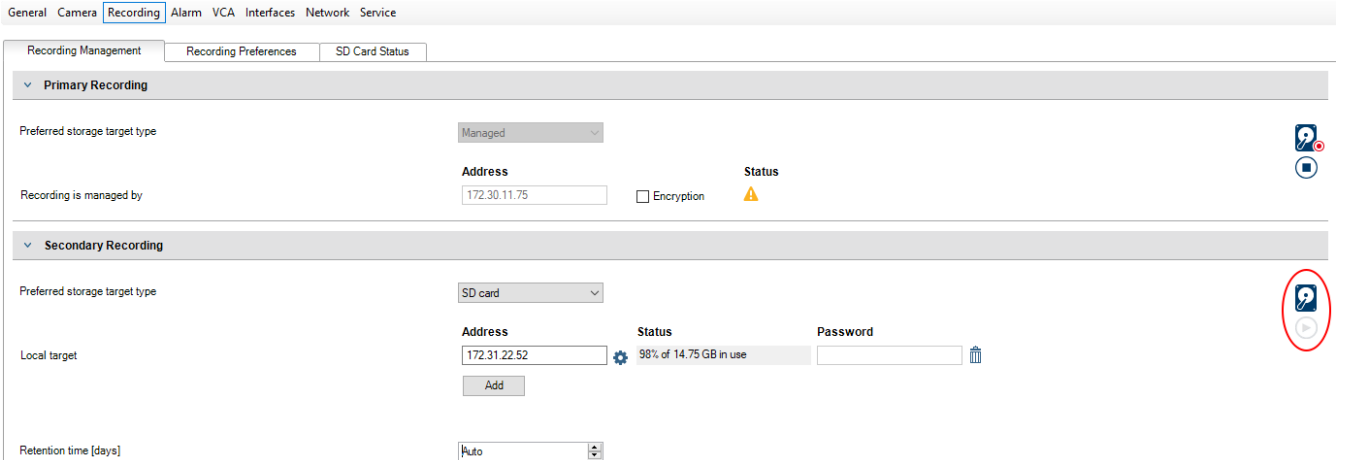 General Camera Recording Alarm VCA Interfaces Network Service
Recording Management Recording Preferences SD Card Status
Primary Recording
Preferred storage target type Managed
Address Status
Recording is managed by 172.30.11.75 Encryption
Secondary Recording
Preferred storage target type SD card
Address Status Password
Local target 172.31.22.52 98% of 14.75 GB in use
Add
Retention time [days] Auto